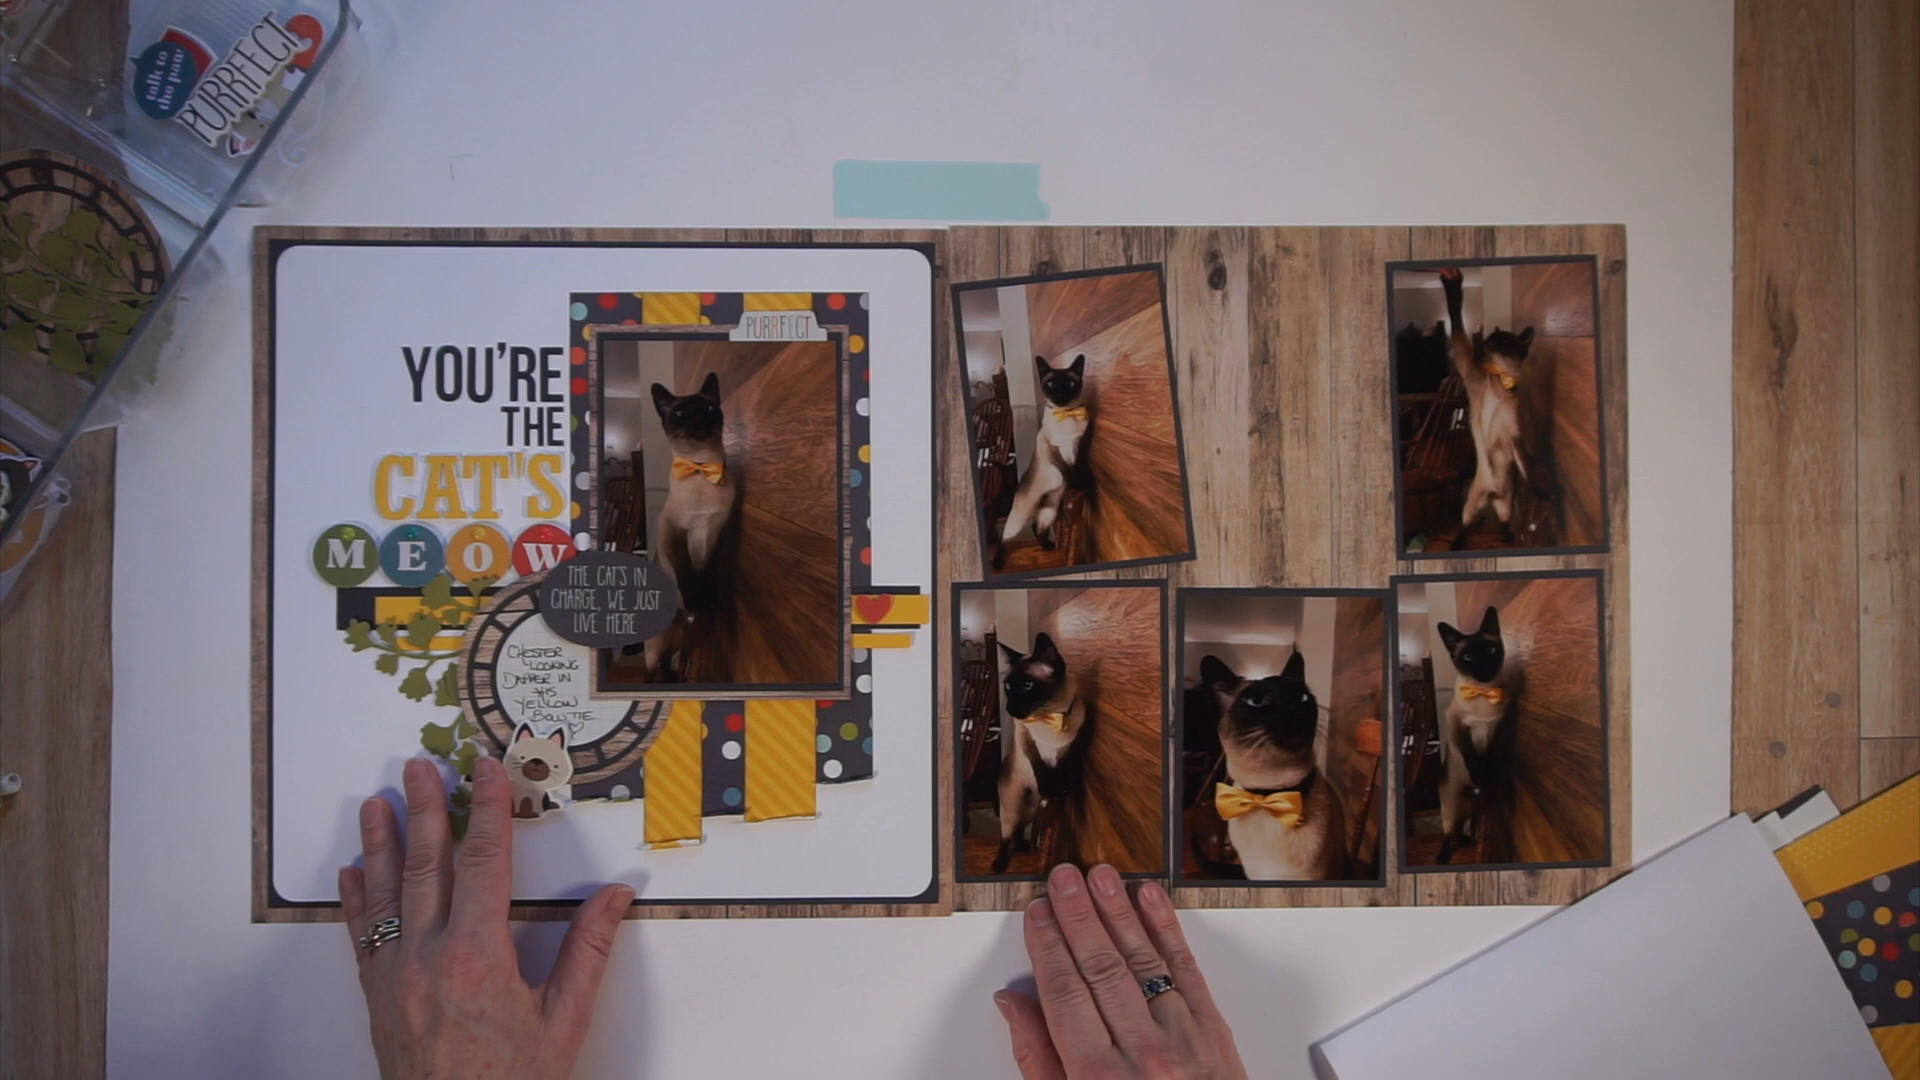 talk to
the paw
PURRFECT
YOU'RE
THE
CAT'S
MEOW
PURRFECT
THE CAT'S IN
CHARGE, WE JUST
LIVE HERE
CHESTER
LOOKING
DAPPER IN
HIS
YELLOW
BOWTIE